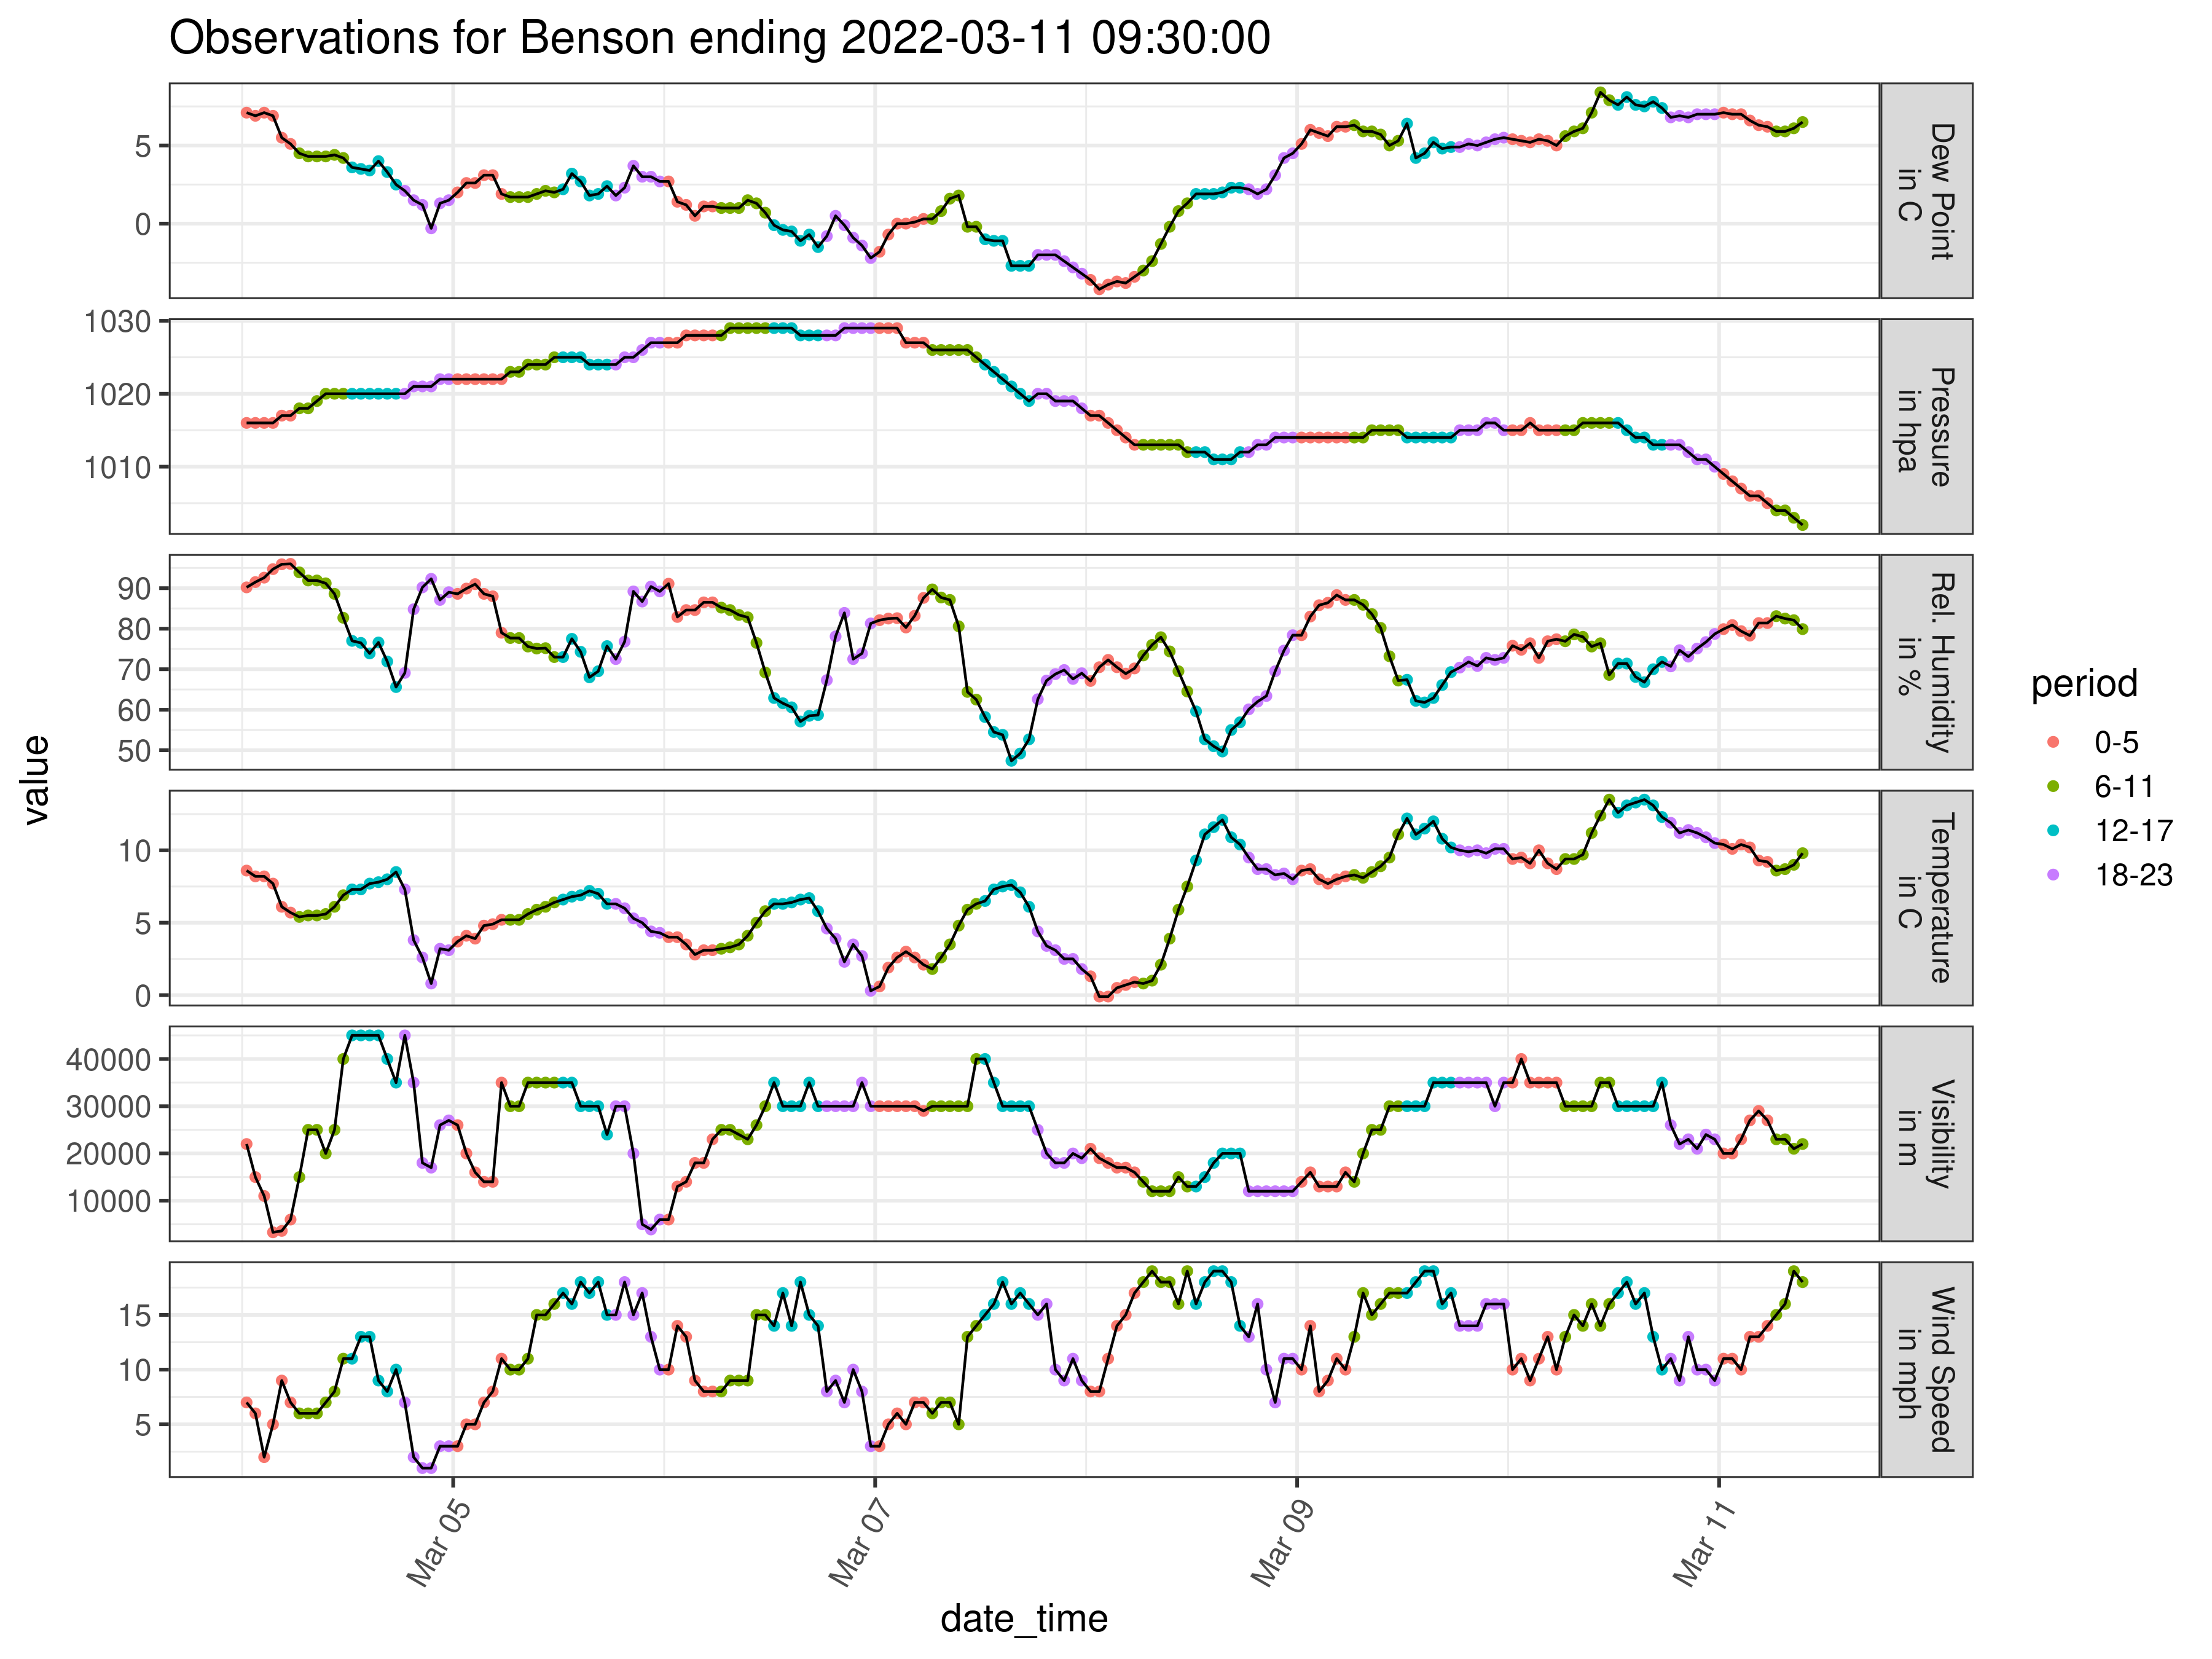 Observations for Benson ending 2022-03-11 09:30:00
value
5
0
Dew Point
in C
1030
1020
1010
Pressure
in hpa
90
80
70
60
50
Rel. Humidity
in %
10
5
0
Temperature
in C
40000
30000
20000
10000
Visibility
in m
15
10
5
Wind Speed
in mph
Mar 05
Mar 07
Mar 09
Mar 11
date_time
period
0-5
6-11
12-17
18-23